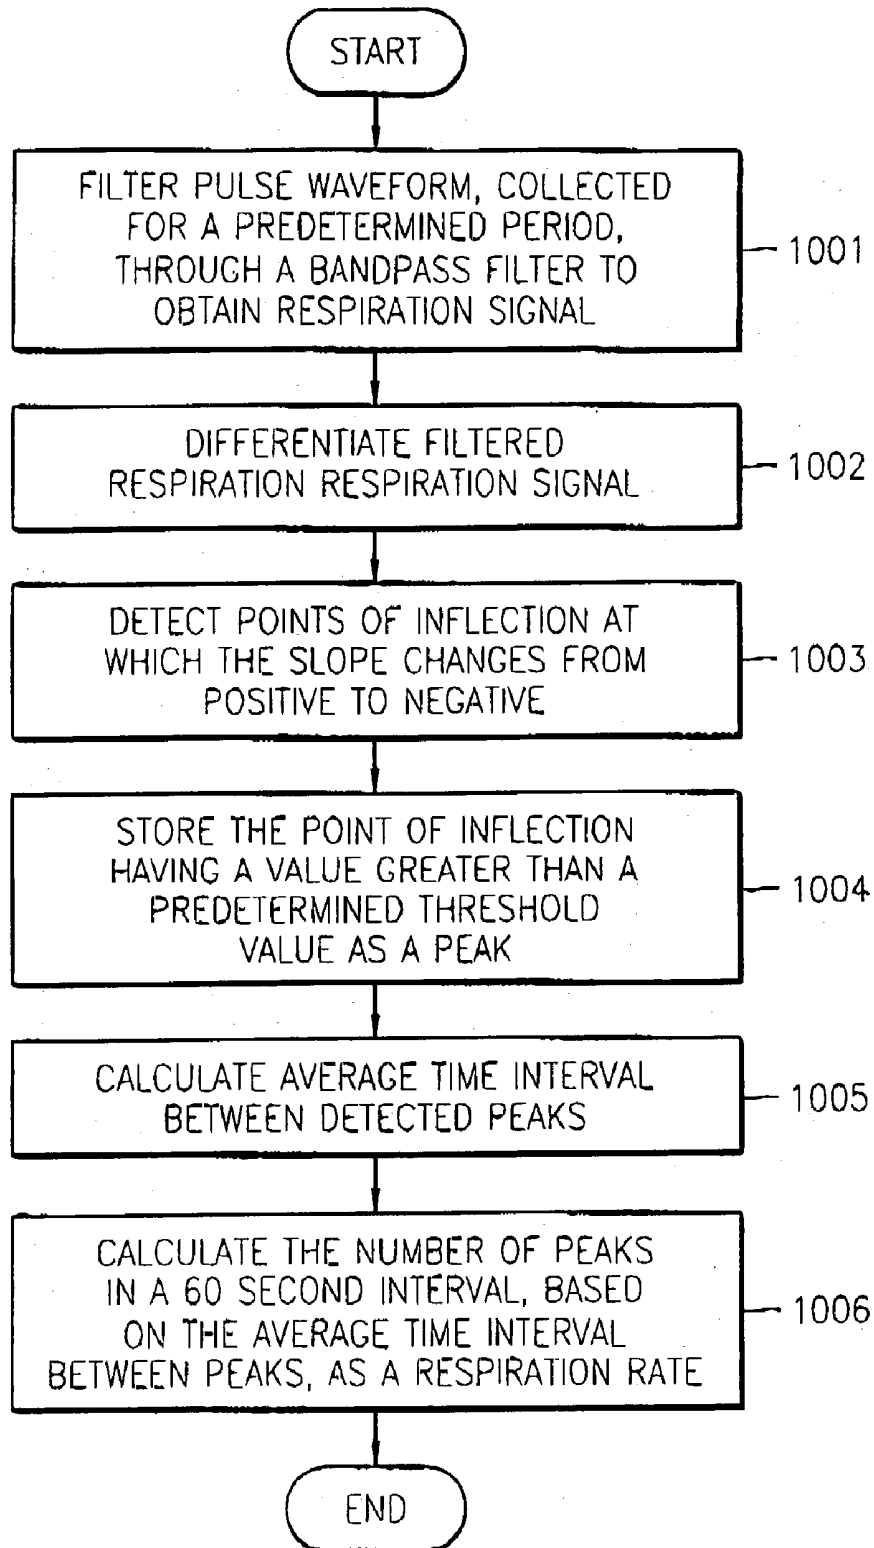 START
FILTER PULSE WAVEFORM, COLLECTED
FOR A PREDETERMINED PERIOD,
THROUGH A BANDPASS FILTER TO
OBTAIN RESPIRATION SIGNAL
1001
DIFFERENTIATE FILTERED
RESPIRATION RESPIRATION SIGNAL
1002
DETECT POINTS OF INFLECTION AT
WHICH THE SLOPE CHANGES FROM
POSITIVE TO NEGATIVE
1003
STORE THE POINT OF INFLECTION
HAVING A VALUE GREATER THAN A
PREDETERMINED THRESHOLD
VALUE AS A PEAK
1004
CALCULATE AVERAGE TIME INTERVAL
BETWEEN DETECTED PEAKS
1005
CALCULATE THE NUMBER OF PEAKS
IN A 60 SECOND INTERVAL, BASED
ON THE AVERAGE TIME INTERVAL
BETWEEN PEAKS, AS A RESPIRATION RATE
1006
END